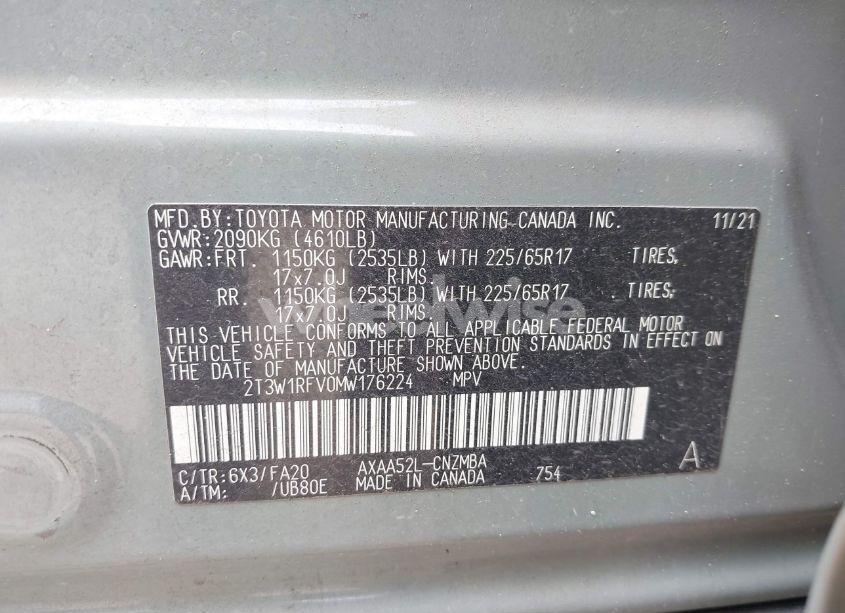 MFD.BY:TOYOTA MOTOR MANUFACTURING CANADA INC. 11/21
GVWR:2090KG (4610LB)
GAWR:FRT. 1150KG (2535LB) WITH 225/65R17 TIRES,
17x7.0J RIMS.
RR. 1150KG (2535LB) WITH 225/65R17 TIRES,
17x7.0J RIMS.
wheelwise
THIS VEHICLE CONFORMS TO ALL APPLICABLE FEDERAL MOTOR
VEHICLE SAFETY AND THEFT PREVENTION STANDARDS IN EFFECT ON
THE DATE OF MANUFACTURE SHOWN ABOVE.
2T3W1RFV0MW176224 MPV
C/TR:6X3/FA20 AXAA52L-CNZMBA 754 A
A/TM: /UB80E MADE IN CANADA